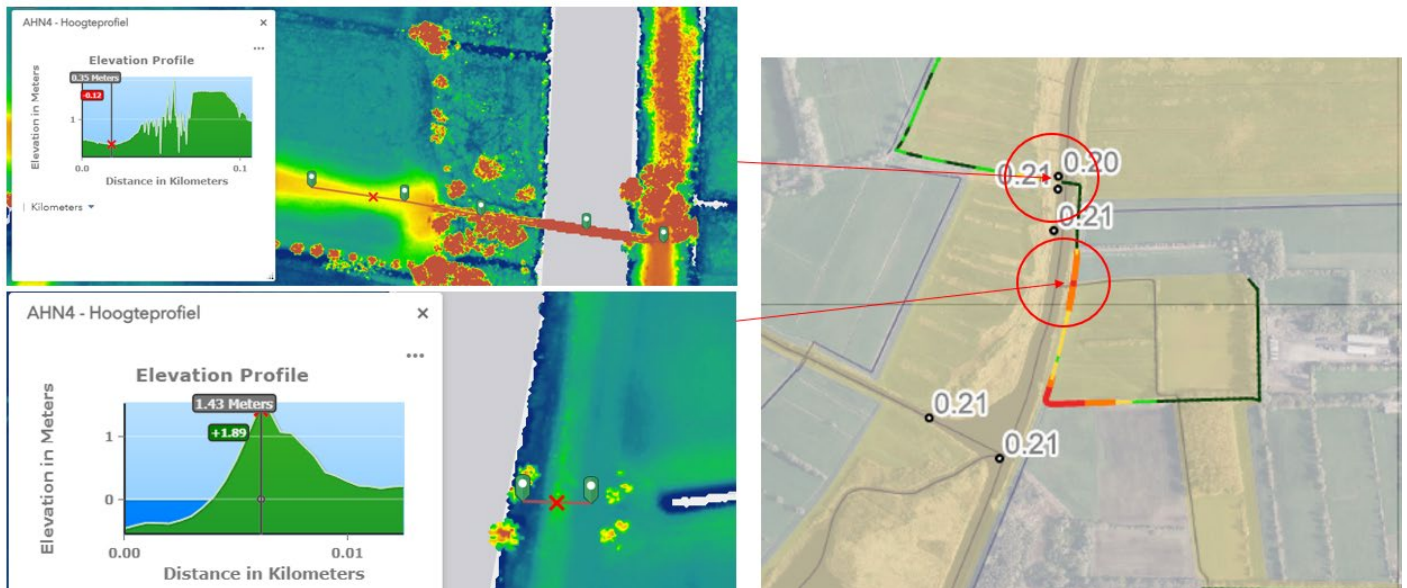 AHN4 - Hoogteprofiel ×
...
Elevation Profile
0.35 Meters
-0.12
1
Elevation in Meters
0.0 0.1
Distance in Kilometers
Kilometers
AHN4 - Hoogteprofiel ×
...
Elevation Profile
1.43 Meters
+1.89
1
0
Elevation in Meters
0.00 0.01
Distance in Kilometers
0.20
0.21
0.21
0.21
0.21